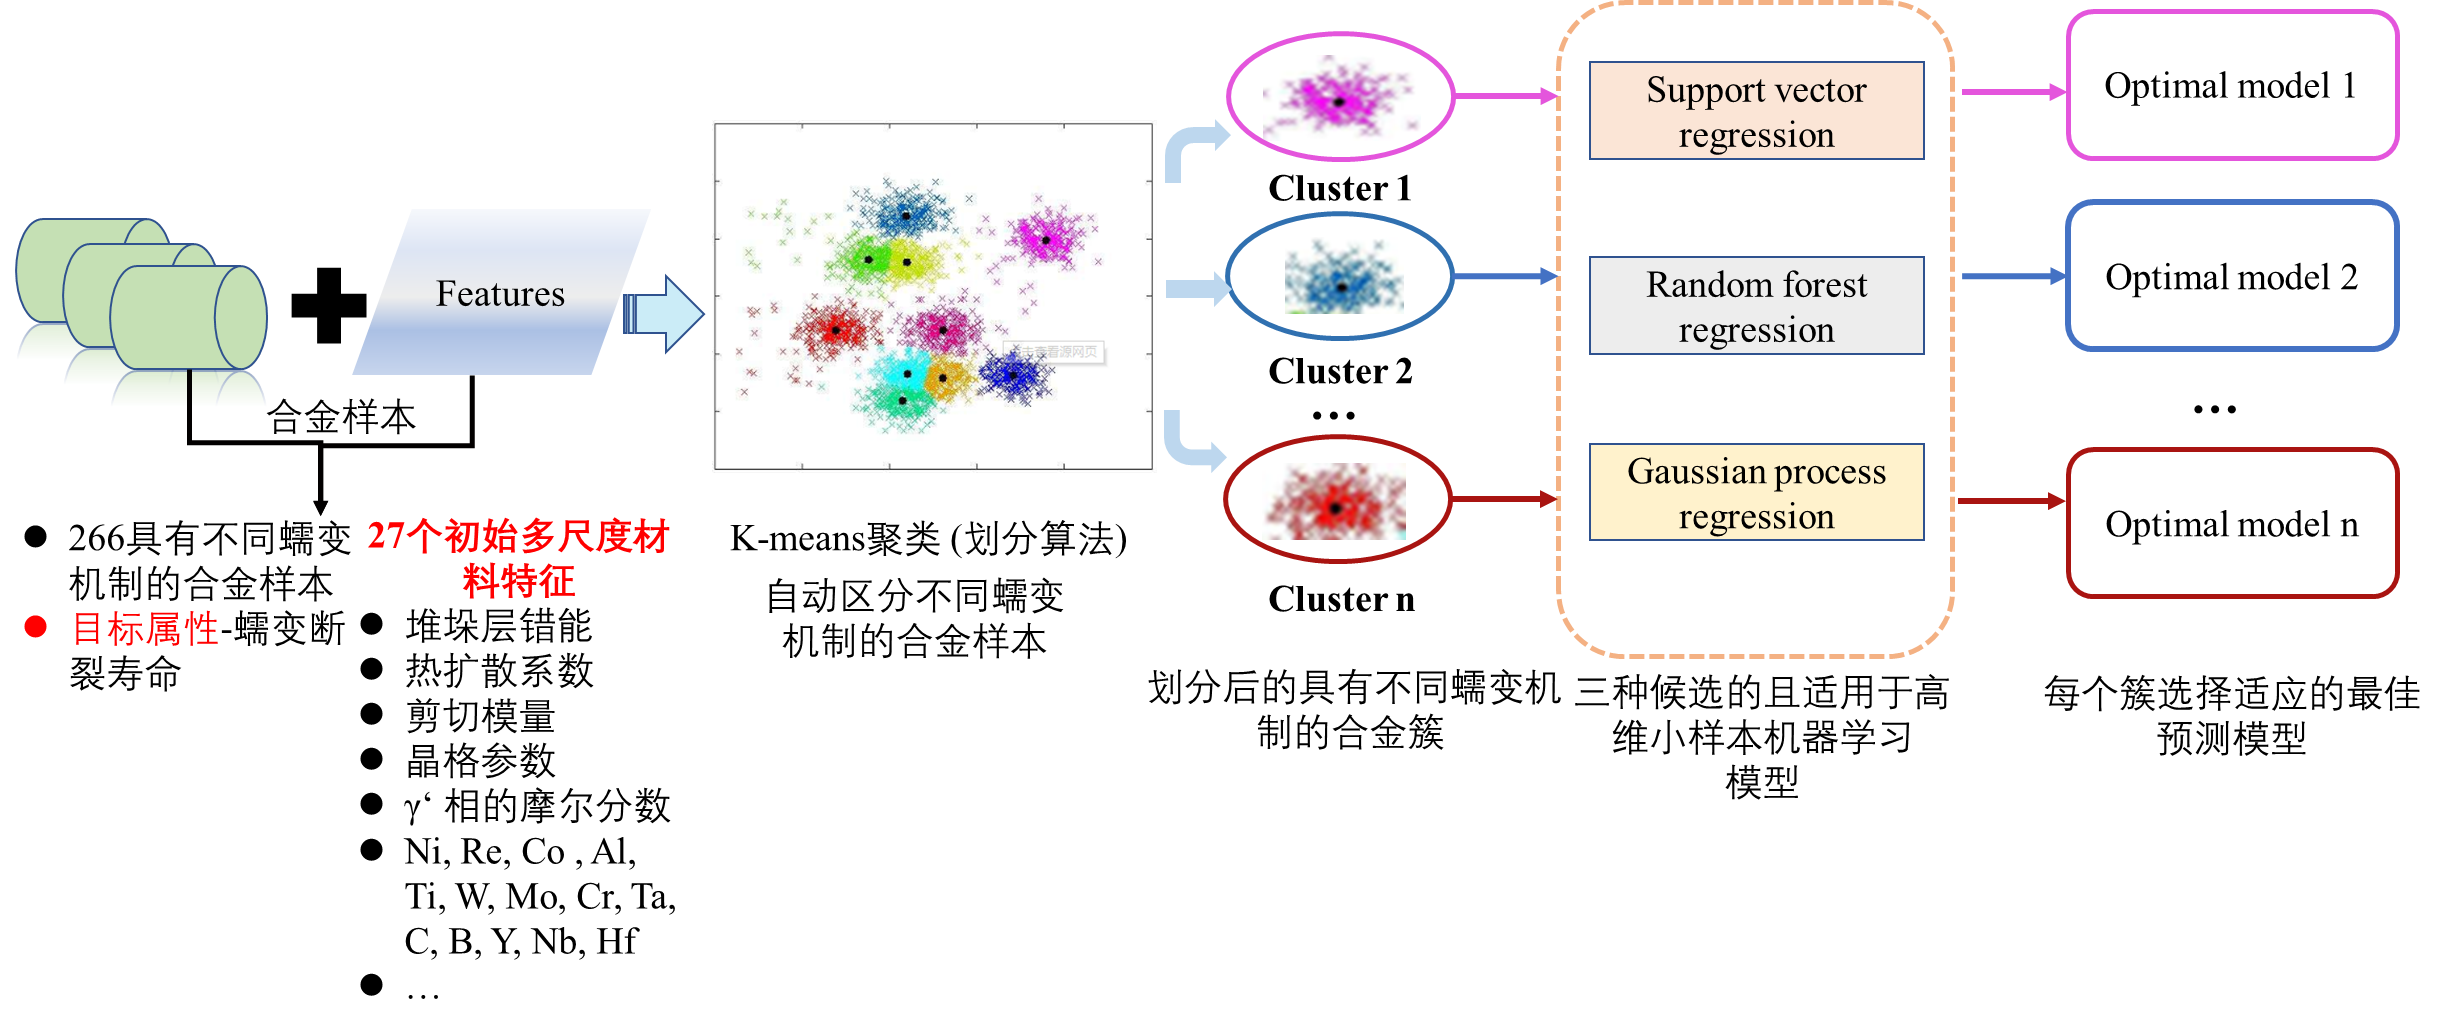 Features
合金样本
266具有不同蠕变
机制的合金样本
目标属性-蠕变断
裂寿命
27个初始多尺度材
料特征
堆垛层错能
热扩散系数
剪切模量
晶格参数
γ‘ 相的摩尔分数
Ni, Re, Co , Al,
Ti, W, Mo, Cr, Ta,
C, B, Y, Nb, Hf
…
K-means聚类 (划分算法)
自动区分不同蠕变
机制的合金样本
Cluster 1
Cluster 2
…
Cluster n
划分后的具有不同蠕变机
制的合金簇
Support vector
regression
Random forest
regression
Gaussian process
regression
三种候选的且适用于高
维小样本机器学习
模型
Optimal model 1
Optimal model 2
…
Optimal model n
每个簇选择适应的最佳
预测模型